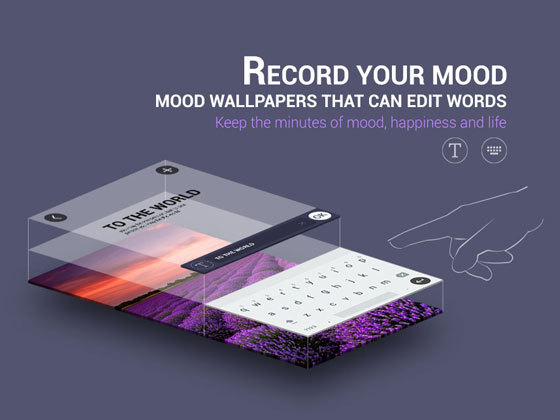 RECORD YOUR MOOD
MOOD WALLPAPERS THAT CAN EDIT WORDS
Keep the minutes of mood, happiness and life
T
TO THE WORLD
OK
T TO THE WORLD
q w e r t y u i o p
a s d f g h j k l
z x c v b n m